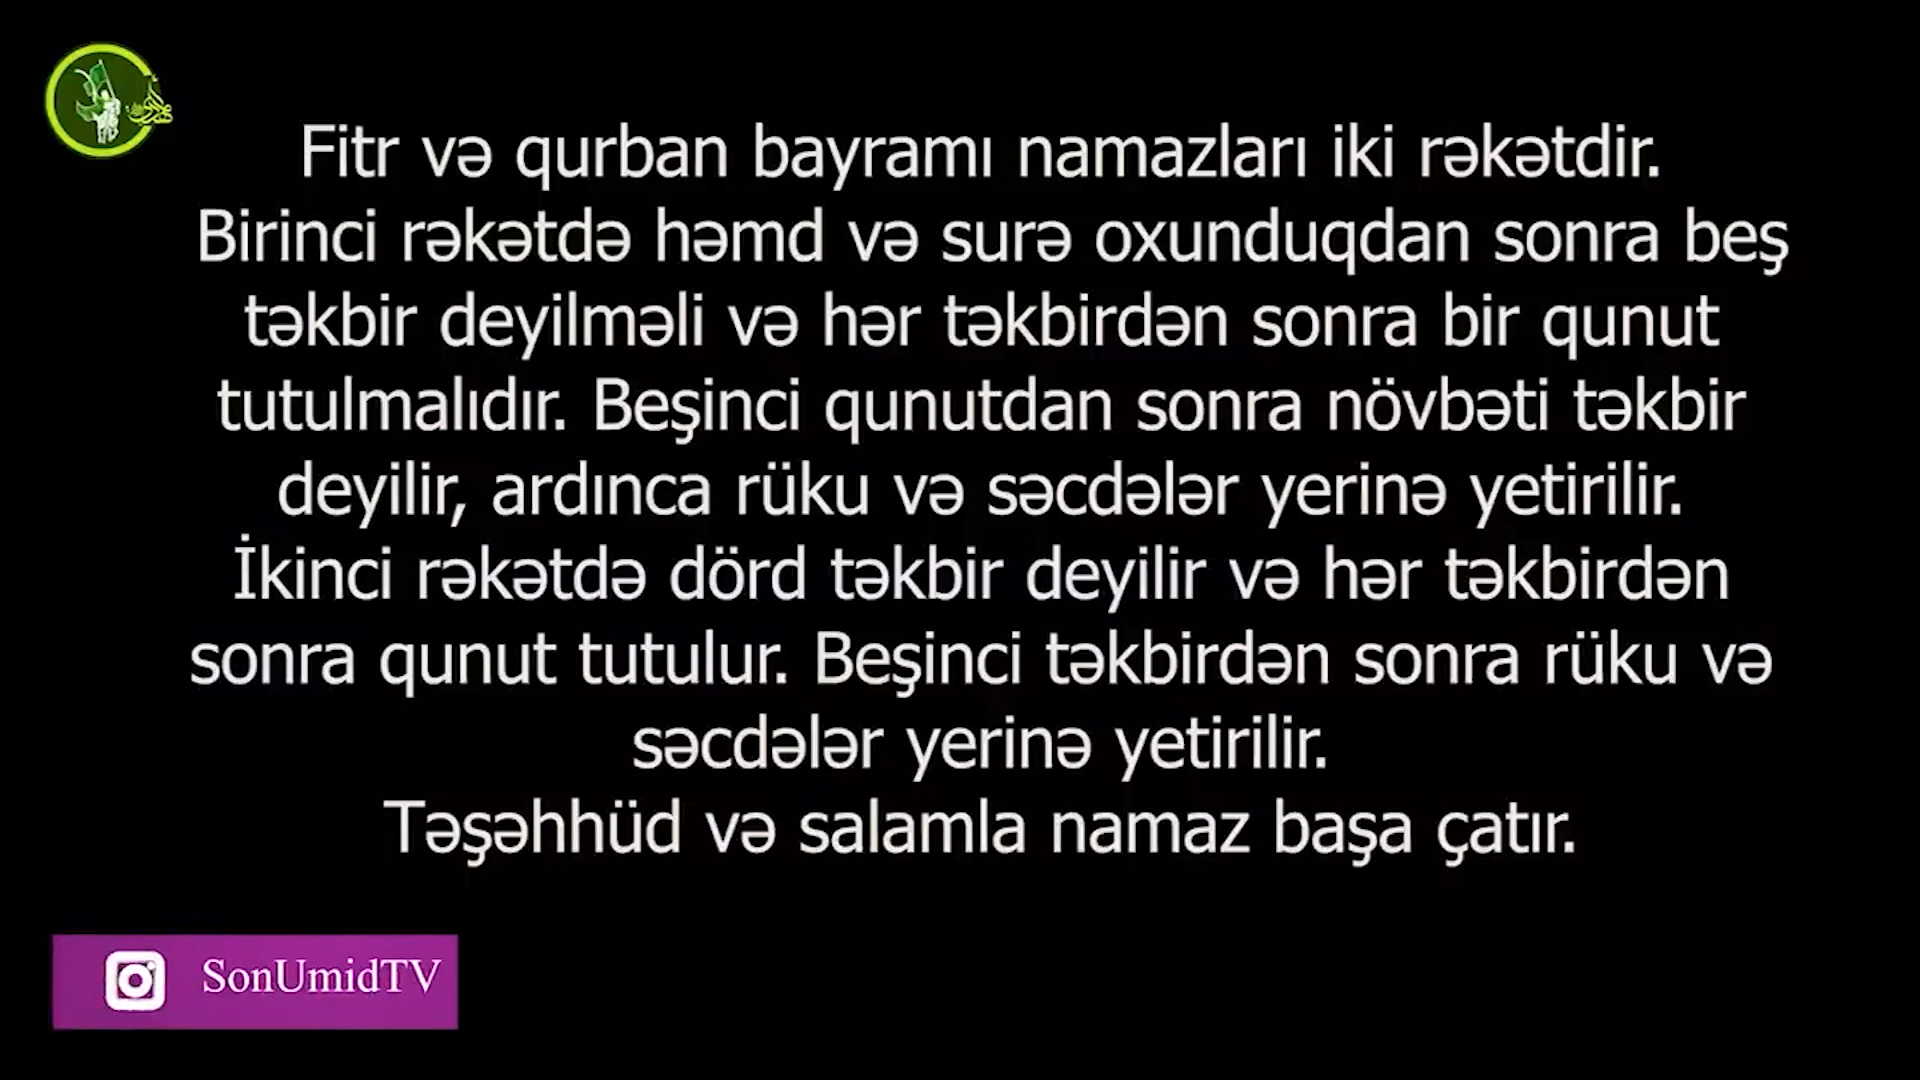 Fitr və qurban bayramı namazları iki rəkətdir.
Birinci rəkətdə həmd və surə oxunduqdan sonra beş
təkbir deyilməli və hər təkbirdən sonra bir qunut
tutulmalıdır. Beşinci qunutdan sonra növbəti təkbir
deyilir, ardınca rüku və səcdələr yerinə yetirilir.
İkinci rəkətdə dörd təkbir deyilir və hər təkbirdən
sonra qunut tutulur. Beşinci təkbirdən sonra rüku və
səcdələr yerinə yetirilir.
Təşəhhüd və salamla namaz başa çatır.
SonUmidTV